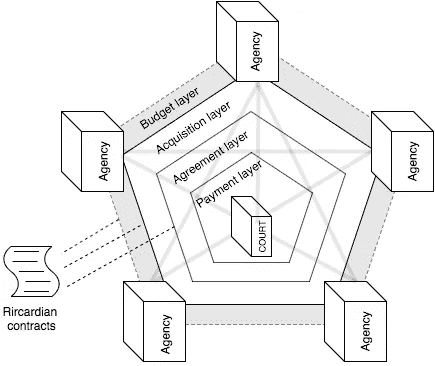 Agency
Budget layer
Acquisition layer
Agency
Agency
Agreement layer
Payment layer
COURT
Rircardian
contracts
Agency
Agency